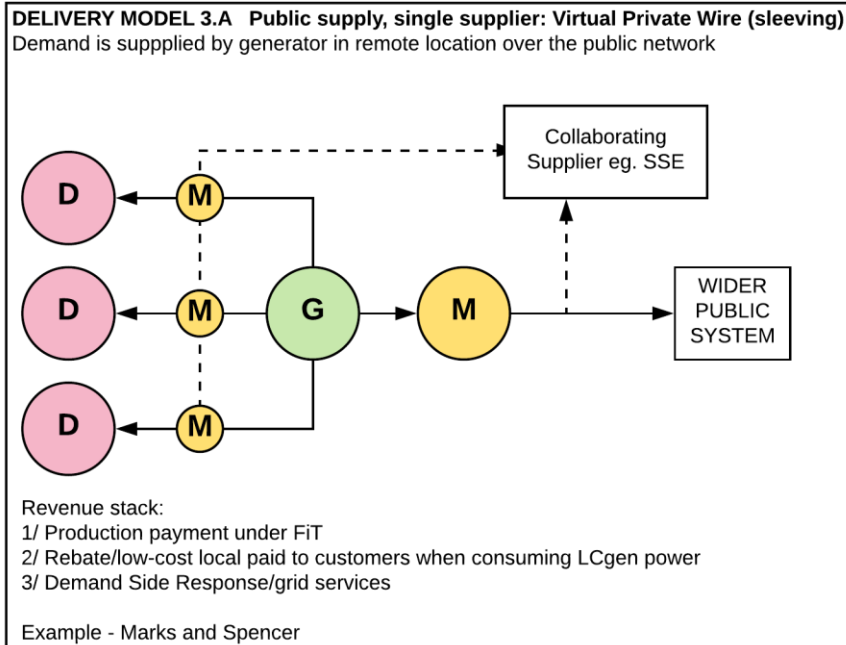 DELIVERY MODEL 3.A Public supply, single supplier: Virtual Private Wire (sleeving)
Demand is suppplied by generator in remote location over the public network
Collaborating
Supplier eg. SSE
D
M
D
M
G
M
WIDER
PUBLIC
SYSTEM
D
M
Revenue stack:
1/ Production payment under FiT
2/ Rebate/low-cost local paid to customers when consuming LCgen power
3/ Demand Side Response/grid services
Example - Marks and Spencer